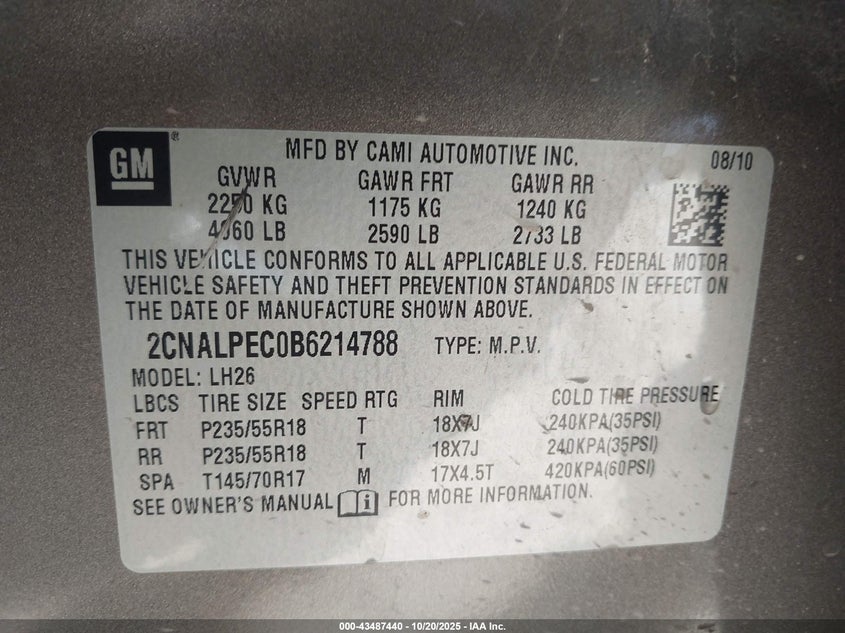 GM ®
MFD BY CAMI AUTOMOTIVE INC.
08/10
GVWR GAWR FRT GAWR RR
2250 KG 1175 KG 1240 KG
4960 LB 2590 LB 2733 LB
THIS VEHICLE CONFORMS TO ALL APPLICABLE U.S. FEDERAL MOTOR
VEHICLE SAFETY AND THEFT PREVENTION STANDARDS IN EFFECT ON
THE DATE OF MANUFACTURE SHOWN ABOVE.
2CNALPEC0B6214788 TYPE: M.P.V.
MODEL: LH26
LBCS TIRE SIZE SPEED RTG RIM COLD TIRE PRESSURE
FRT P235/55R18 T 18X7J 240KPA(35PSI)
RR P235/55R18 T 18X7J 240KPA(35PSI)
SPA T145/70R17 M 17X4.5T 420KPA(60PSI)
SEE OWNER'S MANUAL i FOR MORE INFORMATION.
000-43487440 - 10/20/2025 - IAA Inc.